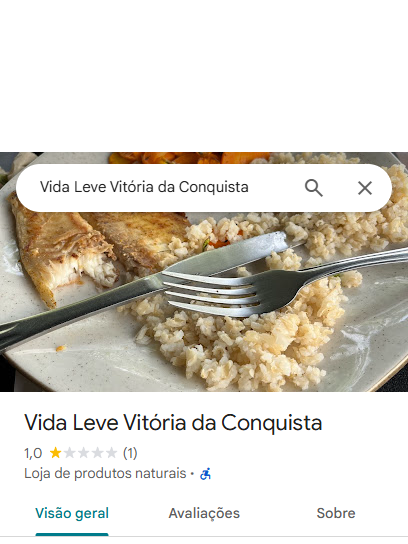 Vida Leve Vitória da Conquista
Vida Leve Vitória da Conquista
1,0 (1)
Loja de produtos naturais ·
Visão geral Avaliações Sobre